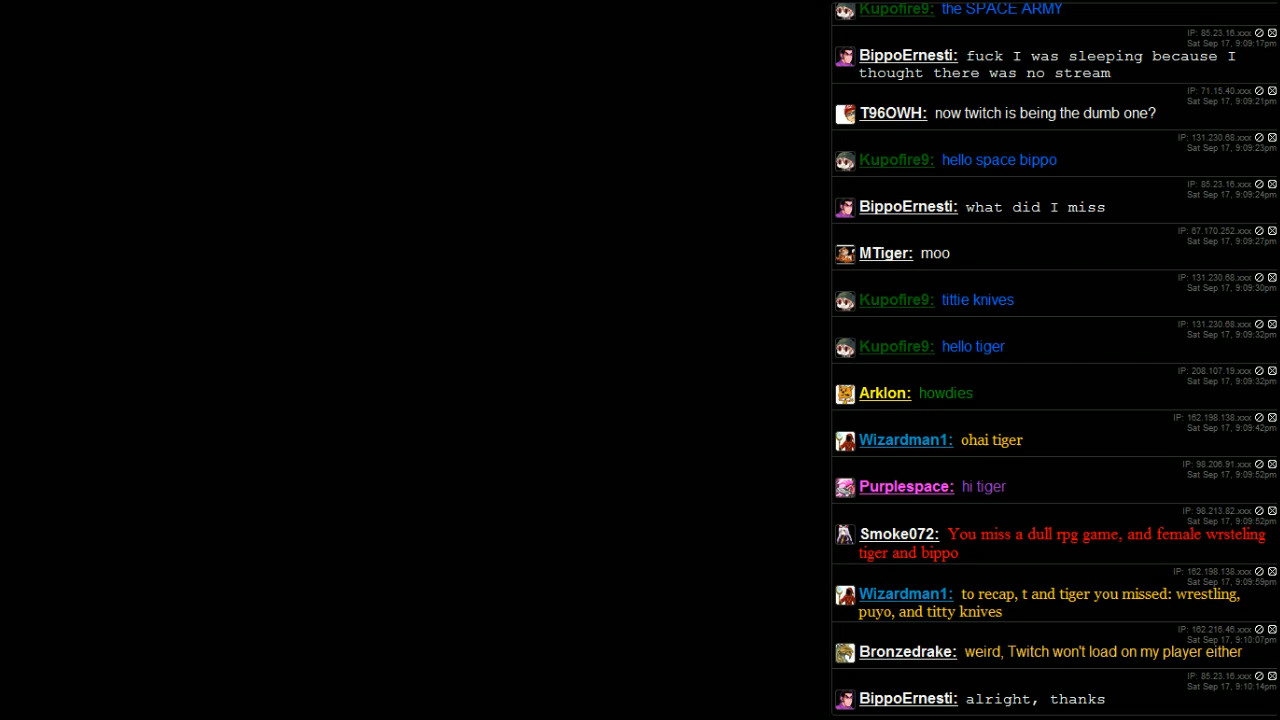 Kupofire9: the SPACE ARMY
IP: 85.23.16.xxx
Sat Sep 17, 9:09:17pm
BippoErnesti: fuck I was sleeping because I
thought there was no stream
IP: 71.15.40.xxx
Sat Sep 17, 9:09:21pm
T96OWH: now twitch is being the dumb one?
IP: 131.230.68.xxx
Sat Sep 17, 9:09:23pm
Kupofire9: hello space bippo
IP: 85.23.16.xxx
Sat Sep 17, 9:09:24pm
BippoErnesti: what did I miss
IP: 67.170.252.xxx
Sat Sep 17, 9:09:27pm
MTiger: moo
IP: 131.230.68.xxx
Sat Sep 17, 9:09:30pm
Kupofire9: tittie knives
IP: 131.230.68.xxx
Sat Sep 17, 9:09:32pm
Kupofire9: hello tiger
IP: 208.107.19.xxx
Sat Sep 17, 9:09:32pm
Arklon: howdies
IP: 162.198.138.xxx
Sat Sep 17, 9:09:42pm
Wizardman1: ohai tiger
IP: 98.206.91.xxx
Sat Sep 17, 9:09:52pm
Purplespace: hi tiger
IP: 98.213.82.xxx
Sat Sep 17, 9:09:52pm
Smoke072: You miss a dull rpg game, and female wrsteling
tiger and bippo
IP: 162.198.138.xxx
Sat Sep 17, 9:09:59pm
Wizardman1: to recap, t and tiger you missed: wrestling,
puyo, and titty knives
IP: 162.216.46.xxx
Sat Sep 17, 9:10:07pm
Bronzedrake: weird, Twitch won't load on my player either
IP: 85.23.16.xxx
Sat Sep 17, 9:10:14pm
BippoErnesti: alright, thanks